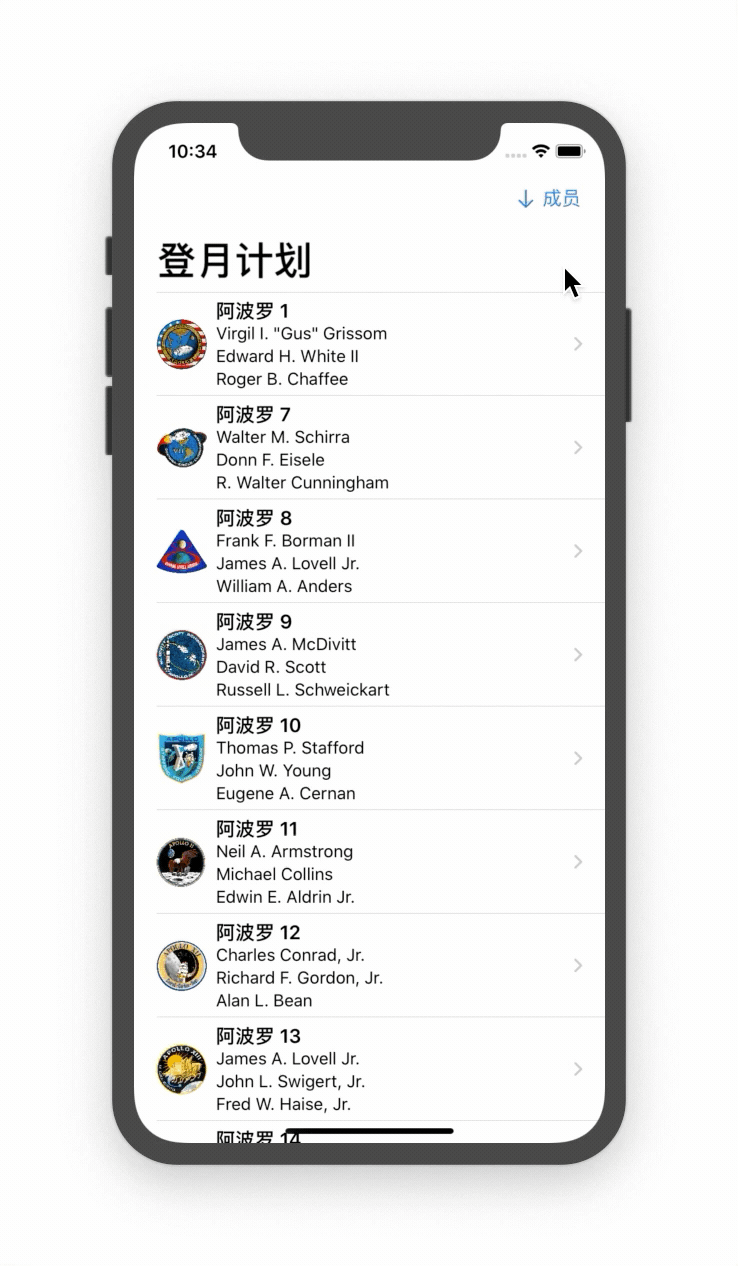 10:34
↓ 成员
登月计划
阿波罗 1
Virgil I. "Gus" Grissom
Edward H. White II
Roger B. Chaffee
阿波罗 7
Walter M. Schirra
Donn F. Eisele
R. Walter Cunningham
阿波罗 8
Frank F. Borman II
James A. Lovell Jr.
William A. Anders
阿波罗 9
James A. McDivitt
David R. Scott
Russell L. Schweickart
阿波罗 10
Thomas P. Stafford
John W. Young
Eugene A. Cernan
阿波罗 11
Neil A. Armstrong
Michael Collins
Edwin E. Aldrin Jr.
阿波罗 12
Charles Conrad, Jr.
Richard F. Gordon, Jr.
Alan L. Bean
阿波罗 13
James A. Lovell Jr.
John L. Swigert, Jr.
Fred W. Haise, Jr.
阿波罗 14